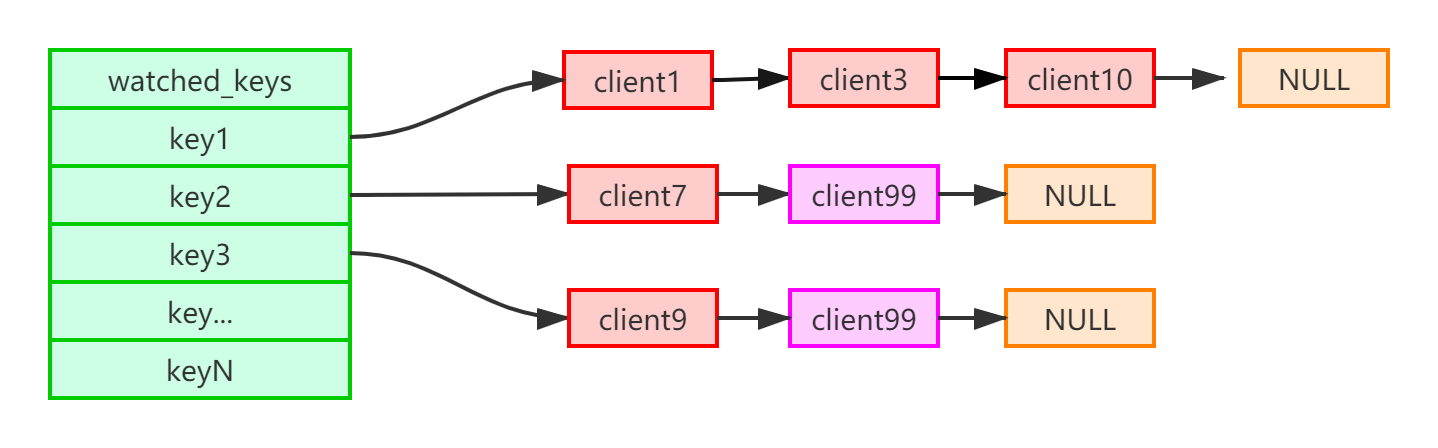 watched_keys
key1
key2
key3
key...
keyN
client1
client3
client10
NULL
client7
client99
NULL
client9
client99
NULL